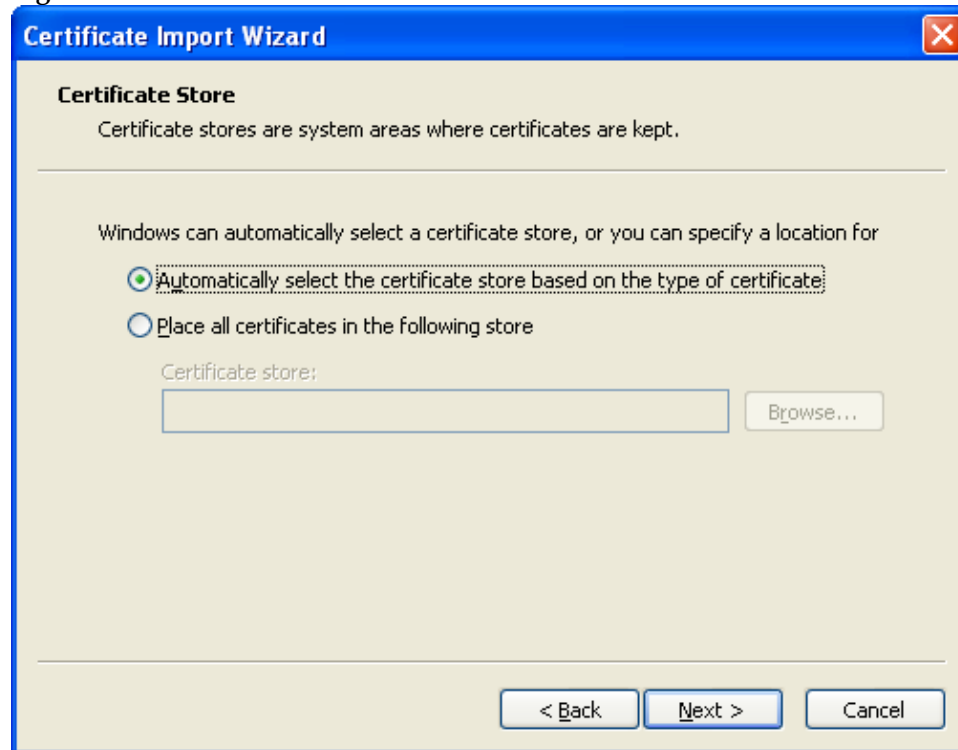 Certificate Import Wizard
Certificate Store
Certificate stores are system areas where certificates are kept.
Windows can automatically select a certificate store, or you can specify a location for
Automatically select the certificate store based on the type of certificate
Place all certificates in the following store
Certificate store:
Browse...
< Back
Next >
Cancel